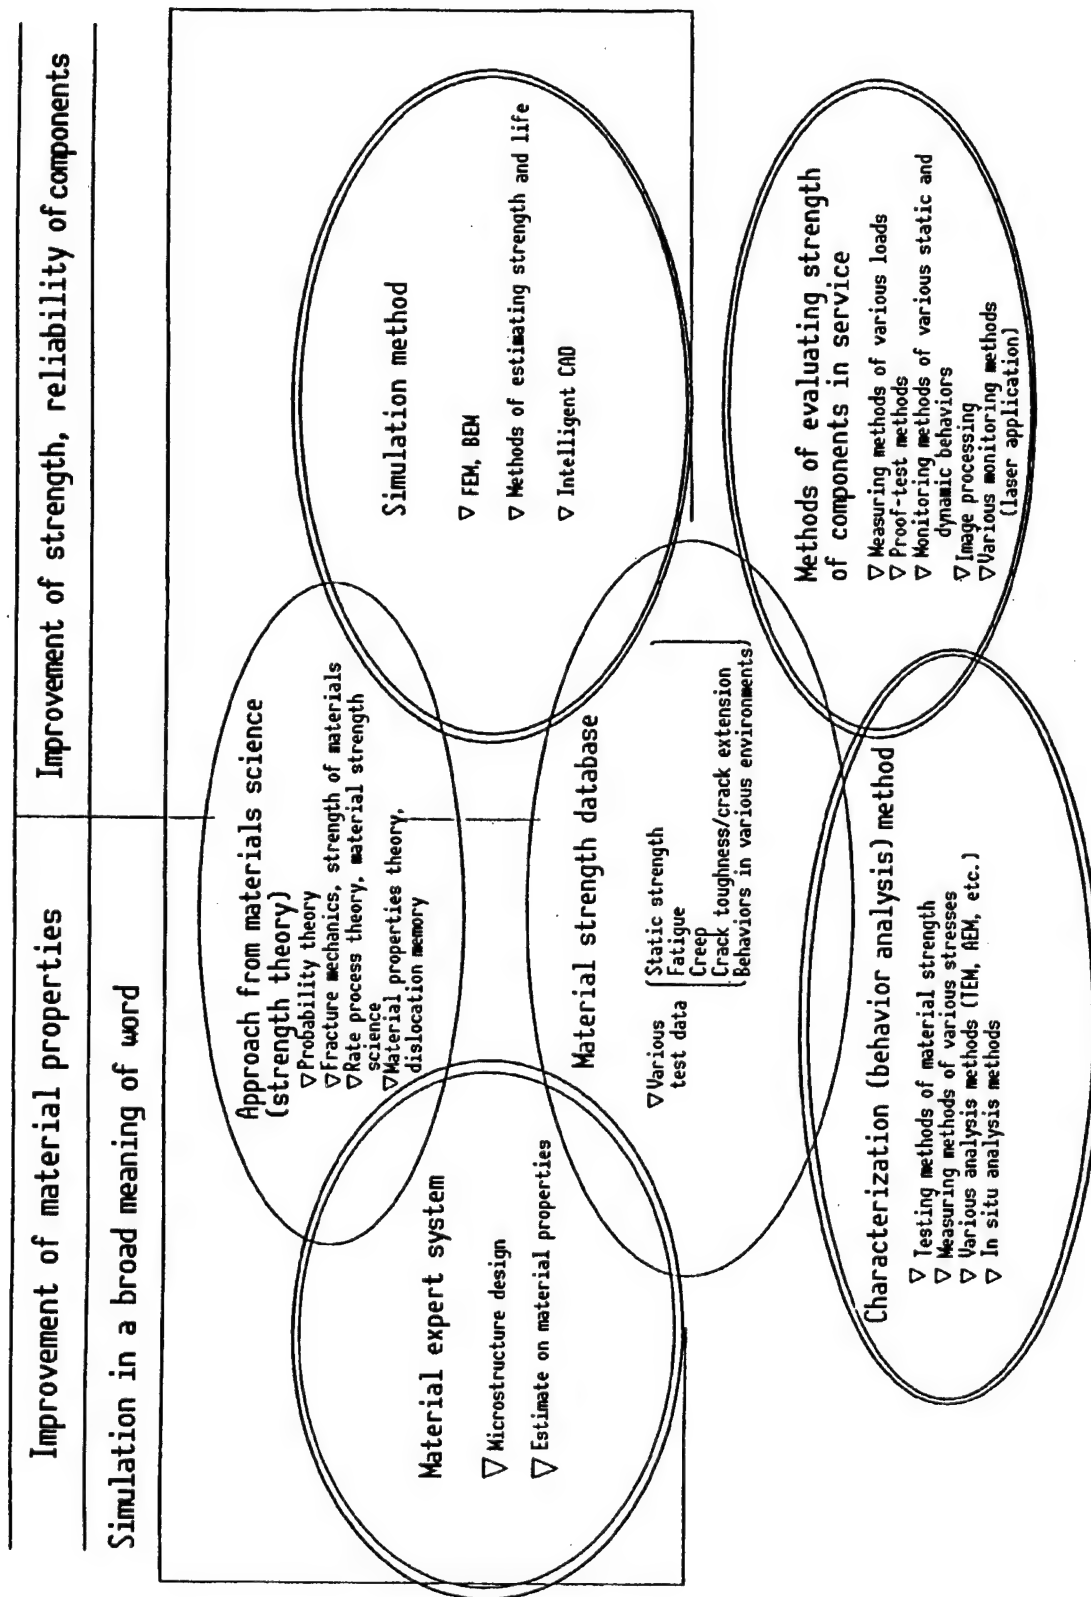 Improvement of material properties
Improvement of strength, reliability of components
Simulation in a broad meaning of word
Approach from materials science
(strength theory)
▽Probability theory
▽Fracture mechanics, strength of materials
▽Rate process theory, material strength
science
▽Material properties theory,
dislocation memory
Material expert system
▽Microstructure design
▽Estimate on material properties
Simulation method
▽FEM, BEM
▽Methods of estimating strength and life
▽Intelligent CAD
Material strength database
▽Various
test data
Static strength
Fatigue
Creep
Crack toughness/crack extension
Behaviors in various environments
Characterization (behavior analysis) method
▽Testing methods of material strength
▽Measuring methods of various stresses
▽Various analysis methods (TEM, AEM, etc.)
▽In situ analysis methods
Methods of evaluating strength
of components in service
▽Measuring methods of various loads
▽Proof-test methods
▽Monitoring methods of various static and
dynamic behaviors
▽Image processing
▽Various monitoring methods
(laser application)